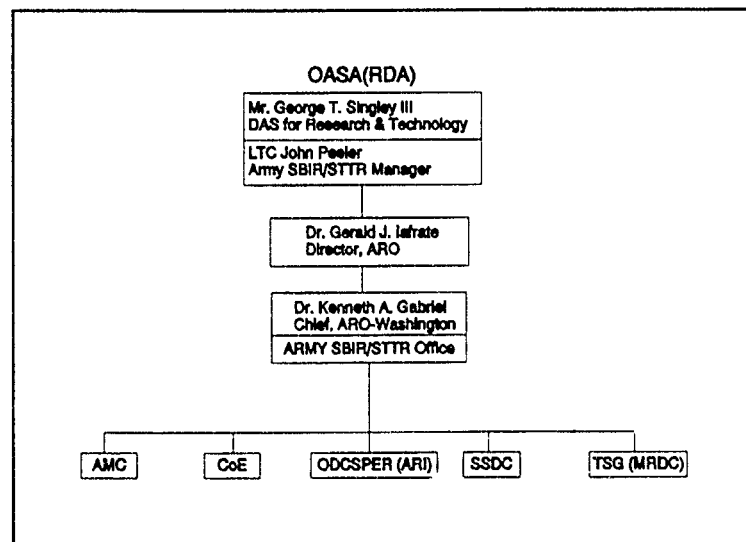 OASA(RDA)
Mr. George T. Singley III
DAS for Research & Technology
LTC John Peeler
Army SBIR/STTR Manager
Dr. Gerald J. Iafrate
Director, ARO
Dr. Kenneth A. Gabriel
Chief, ARO-Washington
ARMY SBIR/STTR Office
AMC
CoE
ODCSPER (ARI)
SSDC
TSG (MRDC)